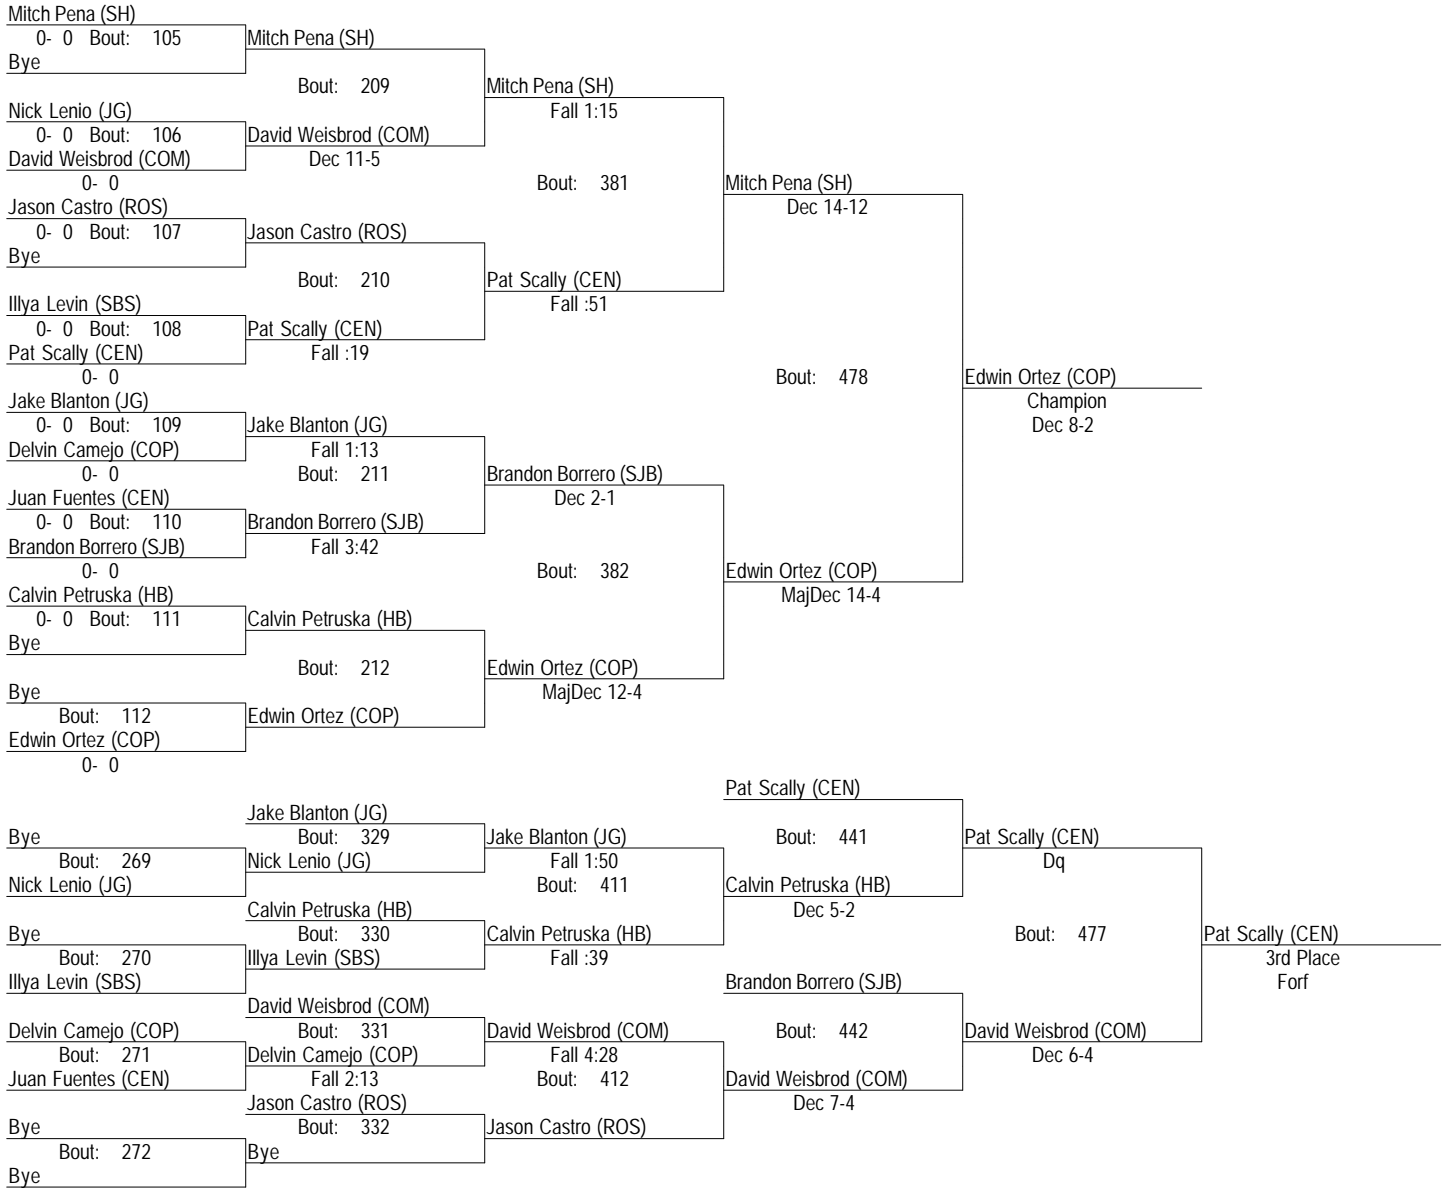 Mitch Pena (SH)
0- 0 Bout: 105
Mitch Pena (SH)
Bye
Bout: 209
Mitch Pena (SH)
Nick Lenio (JG)
Fall 1:15
0- 0 Bout: 106
David Weisbrod (COM)
David Weisbrod (COM)
Dec 11-5
0- 0
Bout: 381
Mitch Pena (SH)
Jason Castro (ROS)
Dec 14-12
0- 0 Bout: 107
Jason Castro (ROS)
Bye
Bout: 210
Pat Scally (CEN)
Illya Levin (SBS)
Fall :51
0- 0 Bout: 108
Pat Scally (CEN)
Pat Scally (CEN)
Fall :19
0- 0
Bout: 478
Edwin Ortez (COP)
Jake Blanton (JG)
Champion
0- 0 Bout: 109
Jake Blanton (JG)
Dec 8-2
Delvin Camejo (COP)
Fall 1:13
0- 0
Bout: 211
Brandon Borrero (SJB)
Juan Fuentes (CEN)
Dec 2-1
0- 0 Bout: 110
Brandon Borrero (SJB)
Brandon Borrero (SJB)
Fall 3:42
0- 0
Bout: 382
Edwin Ortez (COP)
Calvin Petruska (HB)
MajDec 14-4
0- 0 Bout: 111
Calvin Petruska (HB)
Bye
Bout: 212
Edwin Ortez (COP)
Bye
MajDec 12-4
Bout: 112
Edwin Ortez (COP)
Edwin Ortez (COP)
0- 0
Pat Scally (CEN)
Jake Blanton (JG)
Bye
Bout: 329
Jake Blanton (JG)
Bout: 441
Pat Scally (CEN)
Bout: 269
Nick Lenio (JG)
Fall 1:50
Dq
Nick Lenio (JG)
Bout: 411
Calvin Petruska (HB)
Calvin Petruska (HB)
Dec 5-2
Bye
Bout: 330
Calvin Petruska (HB)
Bout: 477
Pat Scally (CEN)
Bout: 270
Illya Levin (SBS)
Fall :39
3rd Place
Illya Levin (SBS)
Brandon Borrero (SJB)
Forf
David Weisbrod (COM)
Delvin Camejo (COP)
Bout: 331
David Weisbrod (COM)
Bout: 442
David Weisbrod (COM)
Bout: 271
Delvin Camejo (COP)
Fall 4:28
Dec 6-4
Juan Fuentes (CEN)
Fall 2:13
Bout: 412
David Weisbrod (COM)
Jason Castro (ROS)
Dec 7-4
Bye
Bout: 332
Jason Castro (ROS)
Bout: 272
Bye
Bye